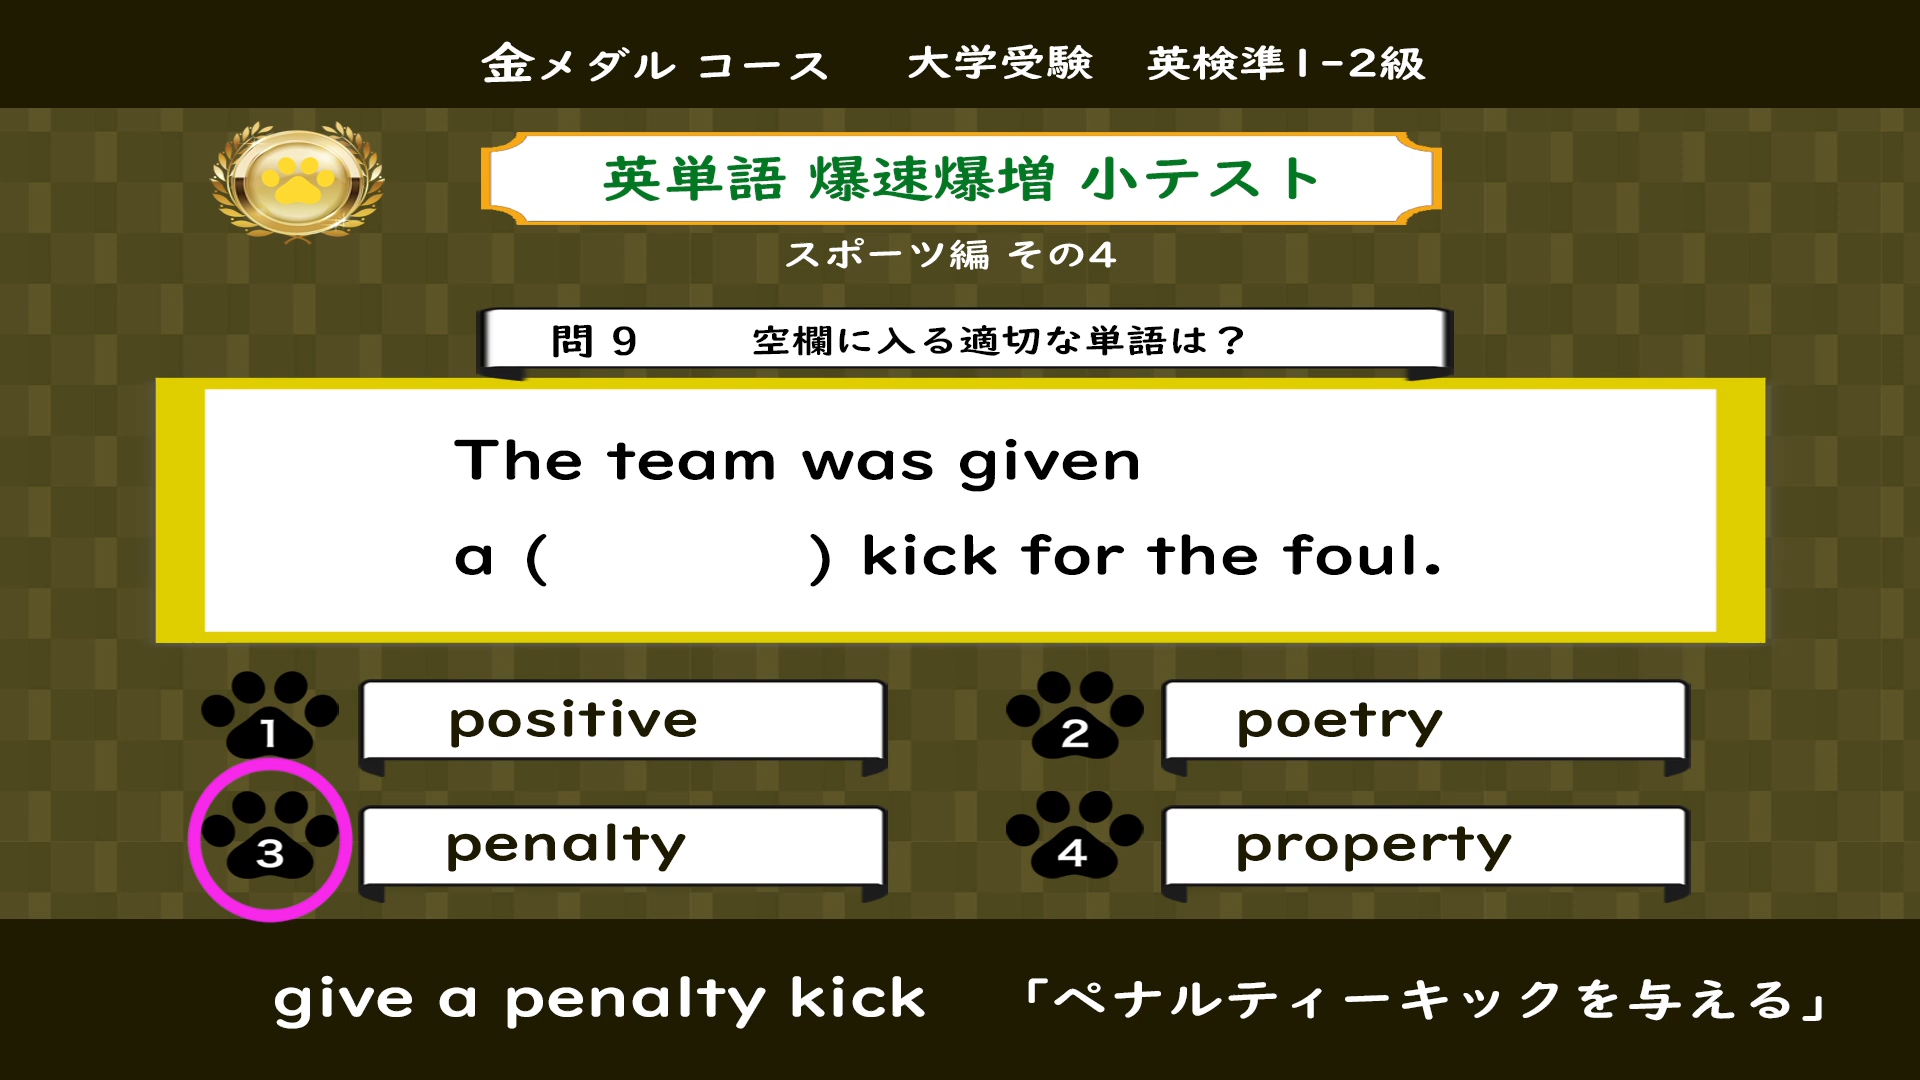 金メダル コース 大学受験 英検準1-2級
英単語 爆速爆増 小テスト
スポーツ編 その4
問 9 空欄に入る適切な単語は？
The team was given
a ( ) kick for the foul.
1 positive
2 poetry
3 penalty
4 property
give a penalty kick 「ペナルティーキックを与える」